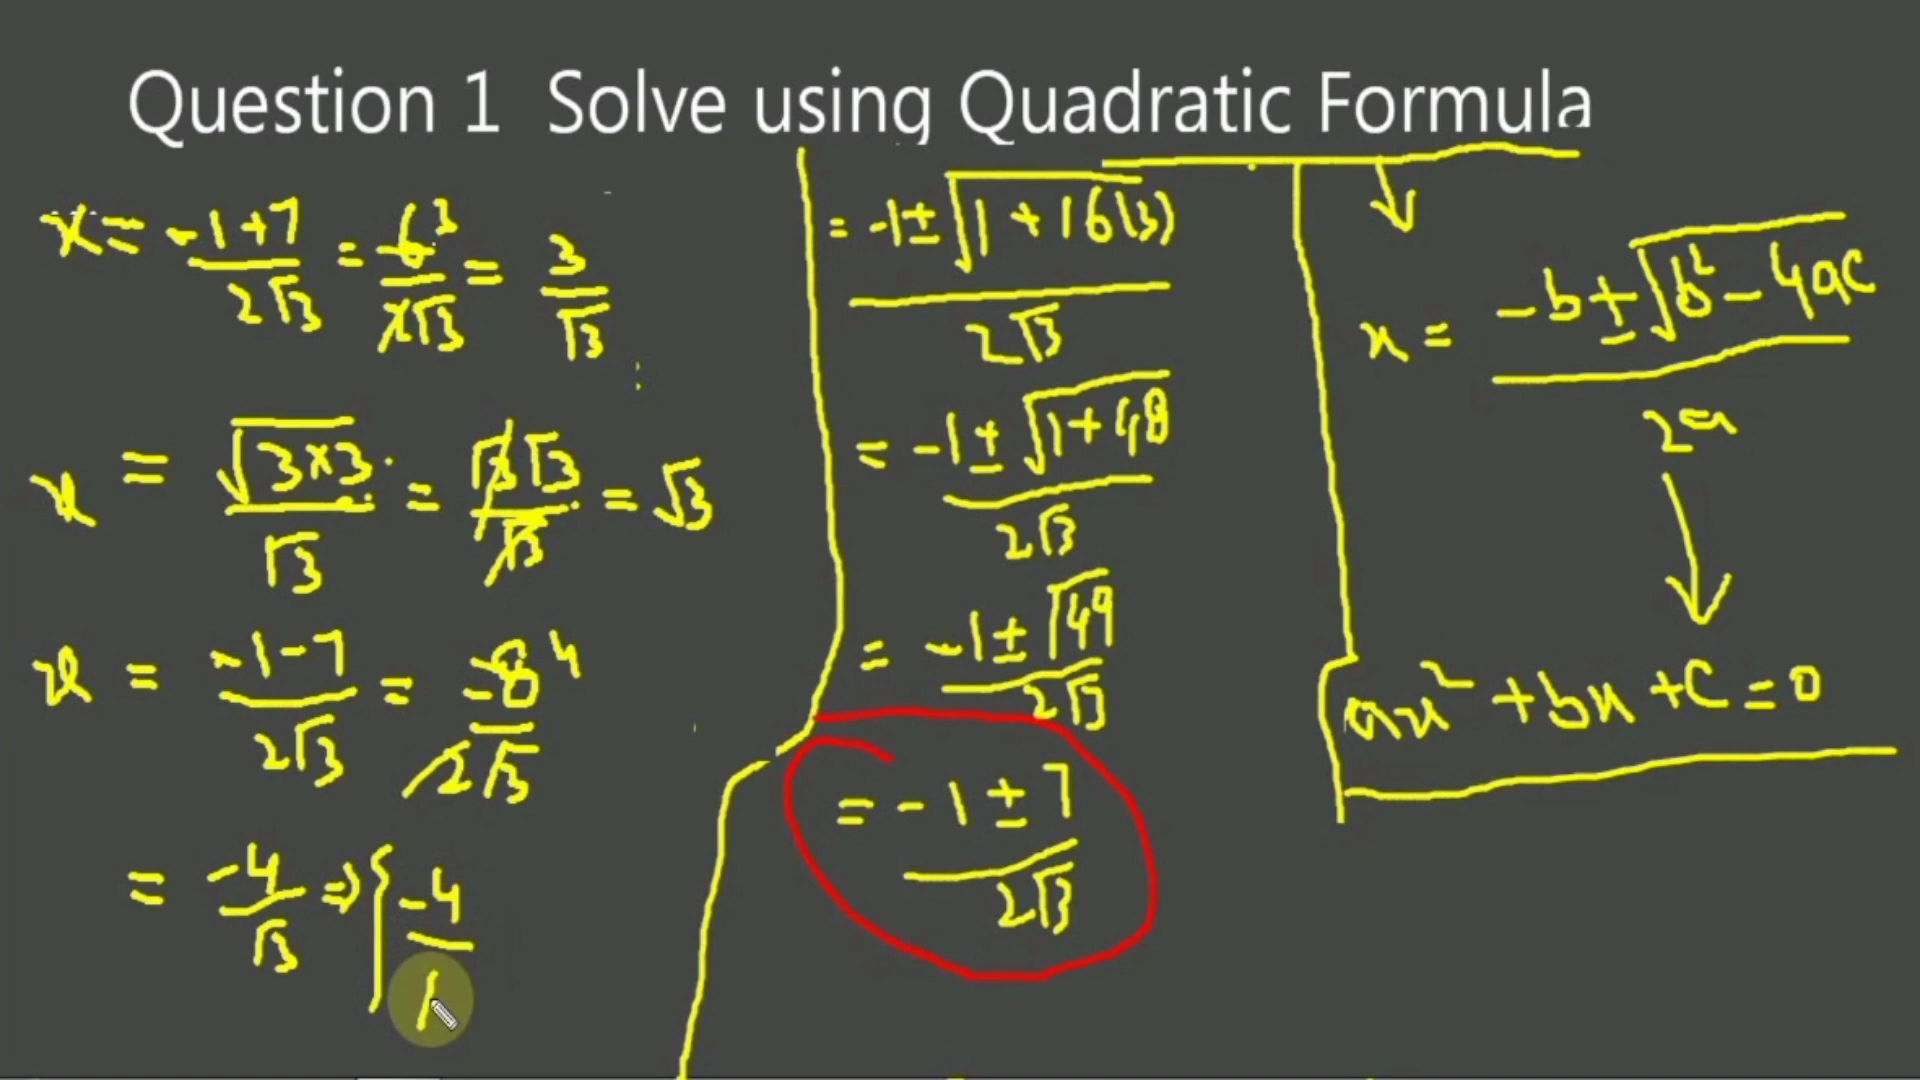 Question 1 Solve using Quadratic Formula
x = -1+7 / 2√3 = 6 3 / 2√3 = 3 / √3
x = √3×3 / √3 = √3√3 / √3 = √3
x = -1-7 / 2√3 = -8 4 / 2√3
= -4 / √3 ⇒ { -4 /
= -1±√1+16(3) / 2√3
= -1±√1+48 / 2√3
= -1±√49 / 2√3
= -1±7 / 2√3
x = -b±√b²-4ac / 2a
ax²+bx+c=0